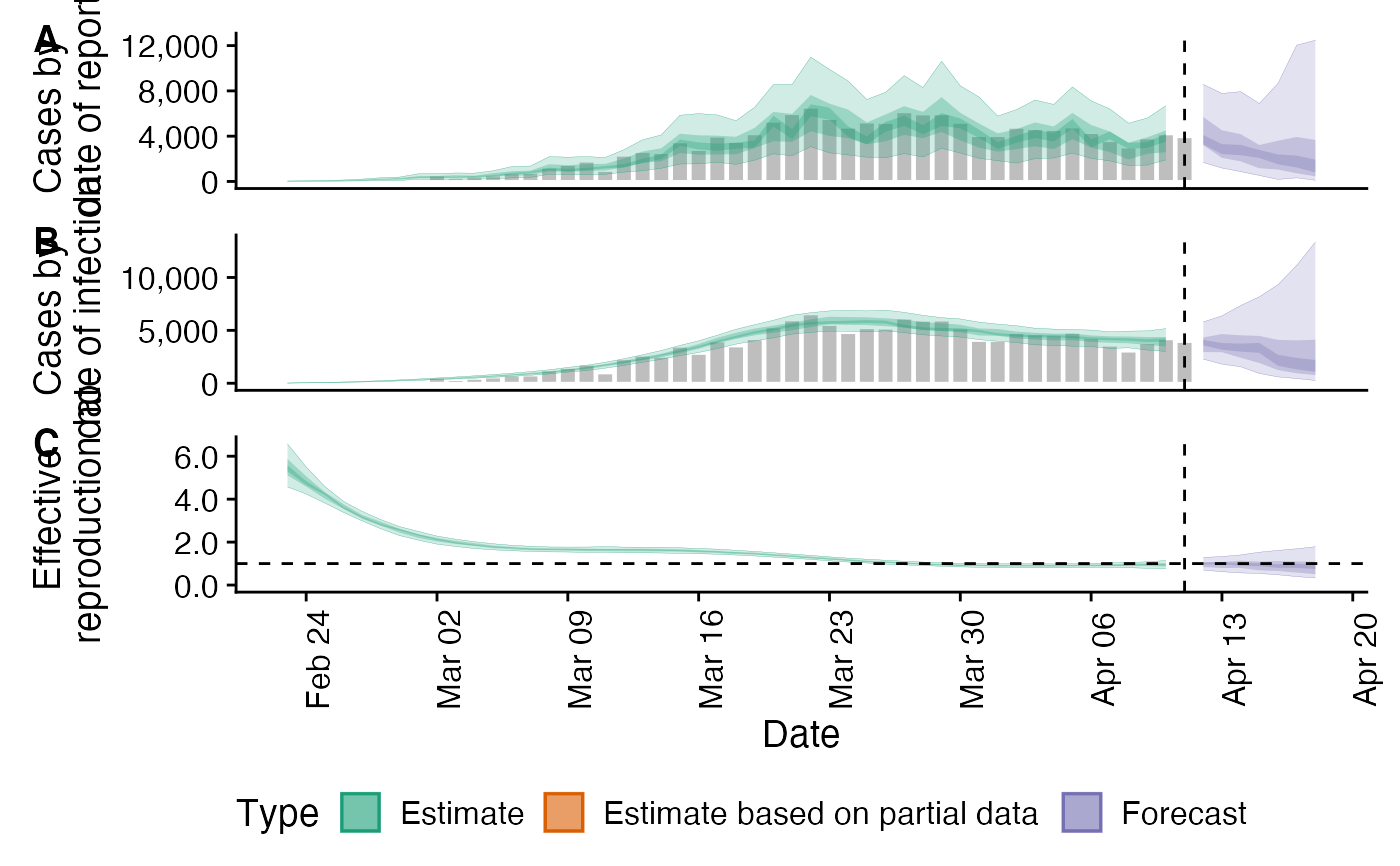 A
Cases by
date of report
12,000
8,000
4,000
0
B
Cases by
date of infection
10,000
5,000
0
C
Effective
reproduction no.
6.0
4.0
2.0
0.0
Feb 24
Mar 02
Mar 09
Mar 16
Mar 23
Mar 30
Apr 06
Apr 13
Apr 20
Date
Type
Estimate
Estimate based on partial data
Forecast